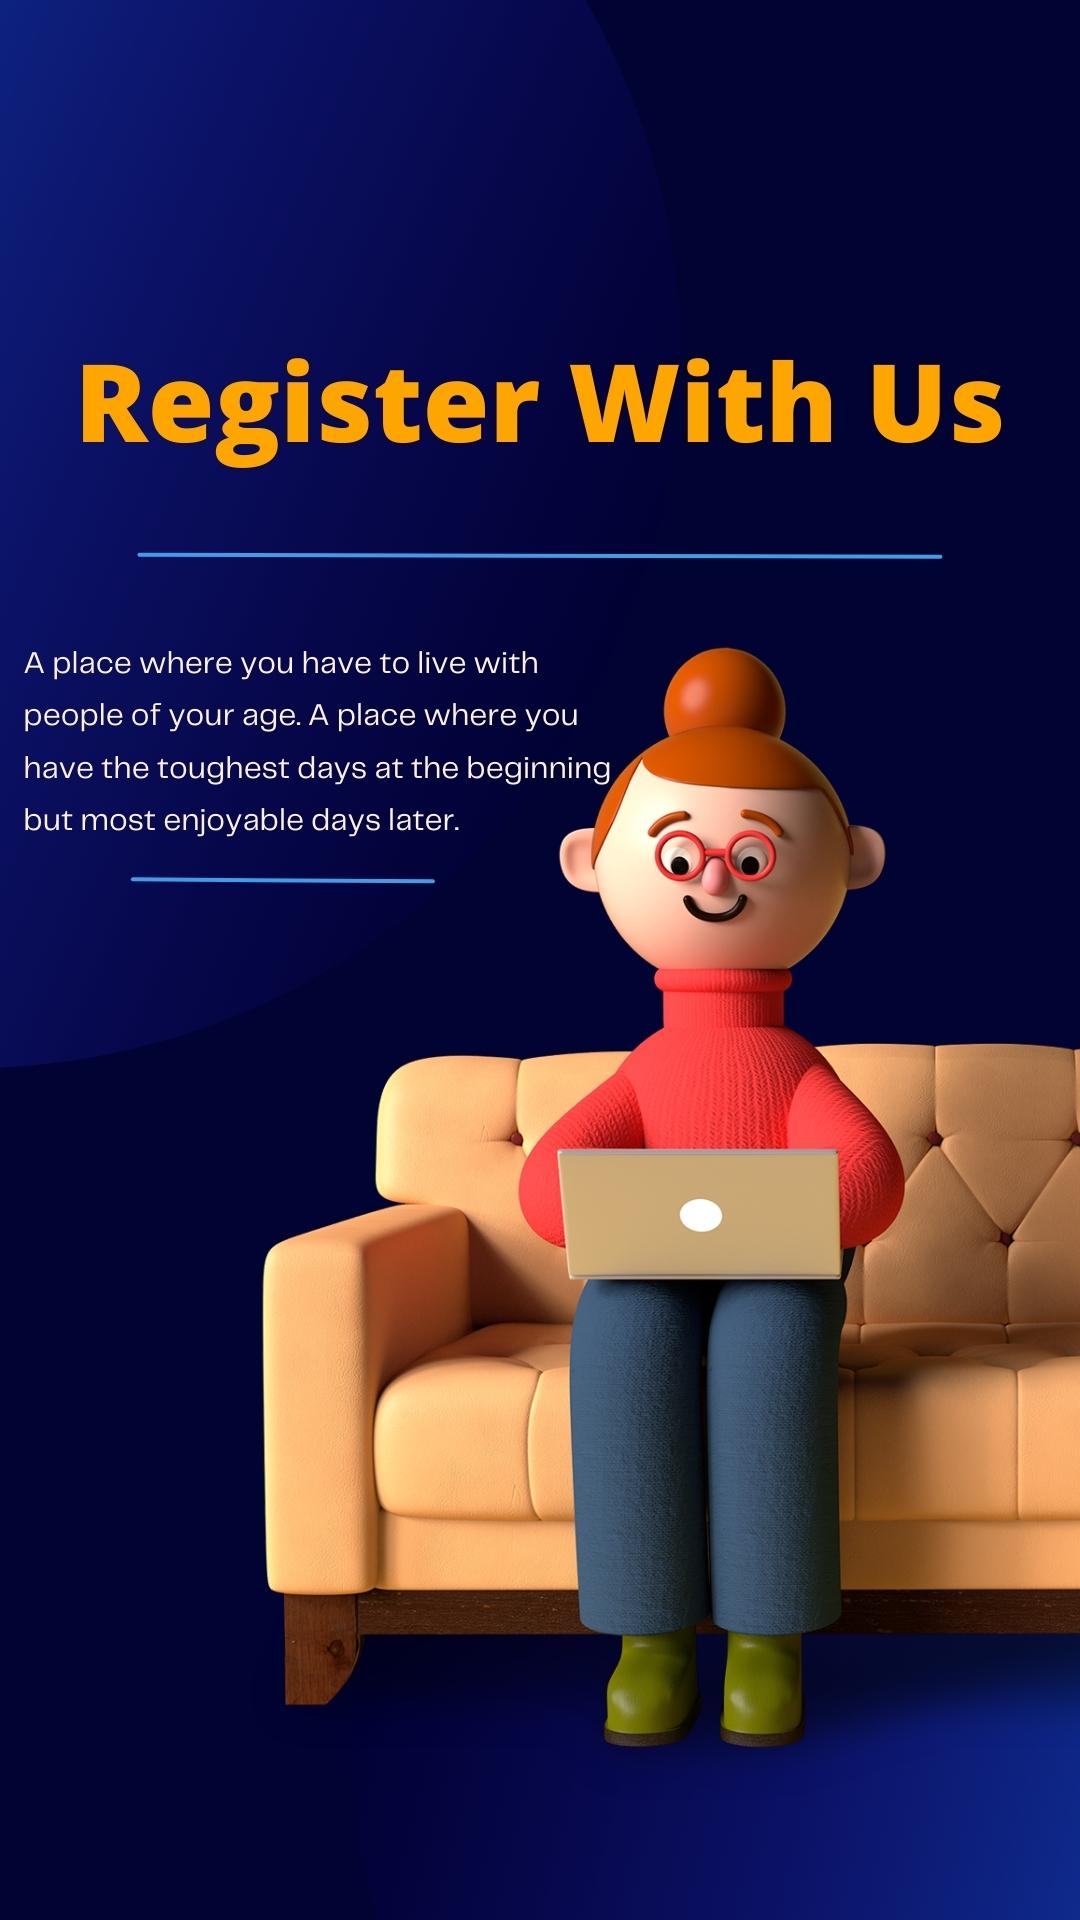 Register With Us
A place where you have to live with
people of your age. A place where you
have the toughest days at the beginning
but most enjoyable days later.